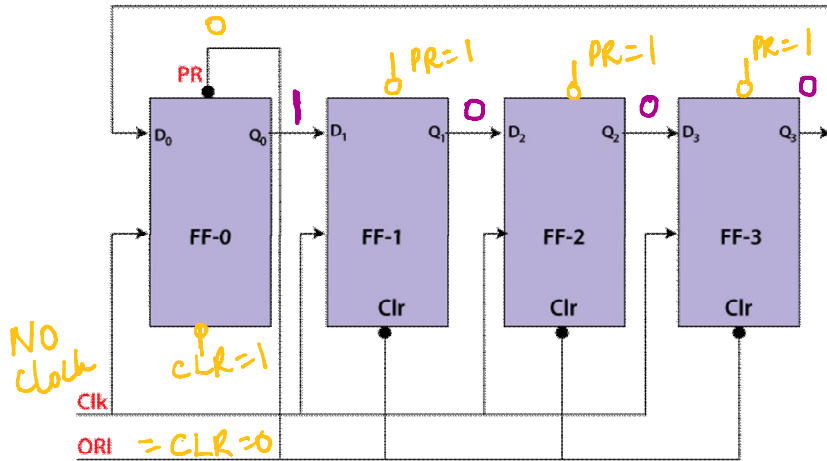 0
PR
PR=1
PR=1
PR=1
D₀ Q₀ 1 D₁ Q₁ 0 D₂ Q₂ 0 D₃ Q₃ 0
FF-0 FF-1 FF-2 FF-3
Clr Clr Clr
CLR=1
NO
Clock
Clk
ORI = CLR=0